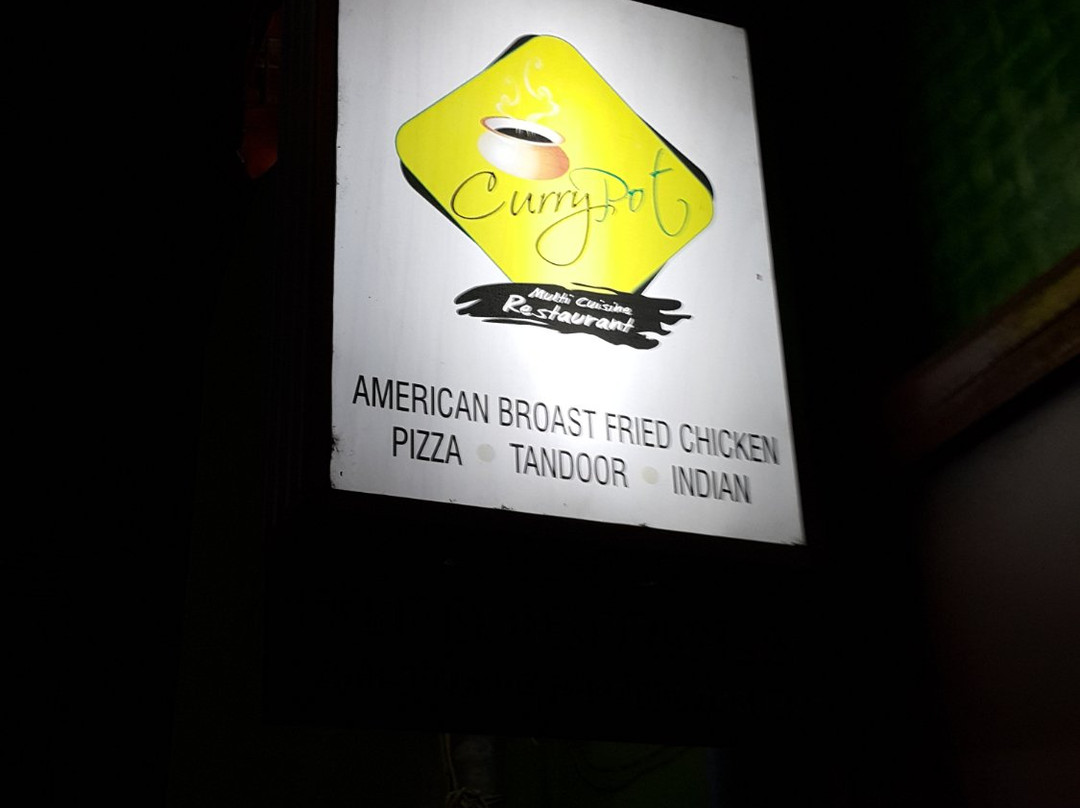 CurryPot
Multi Cuisine
Restaurant
AMERICAN BROAST FRIED CHICKEN
PIZZA • TANDOOR • INDIAN